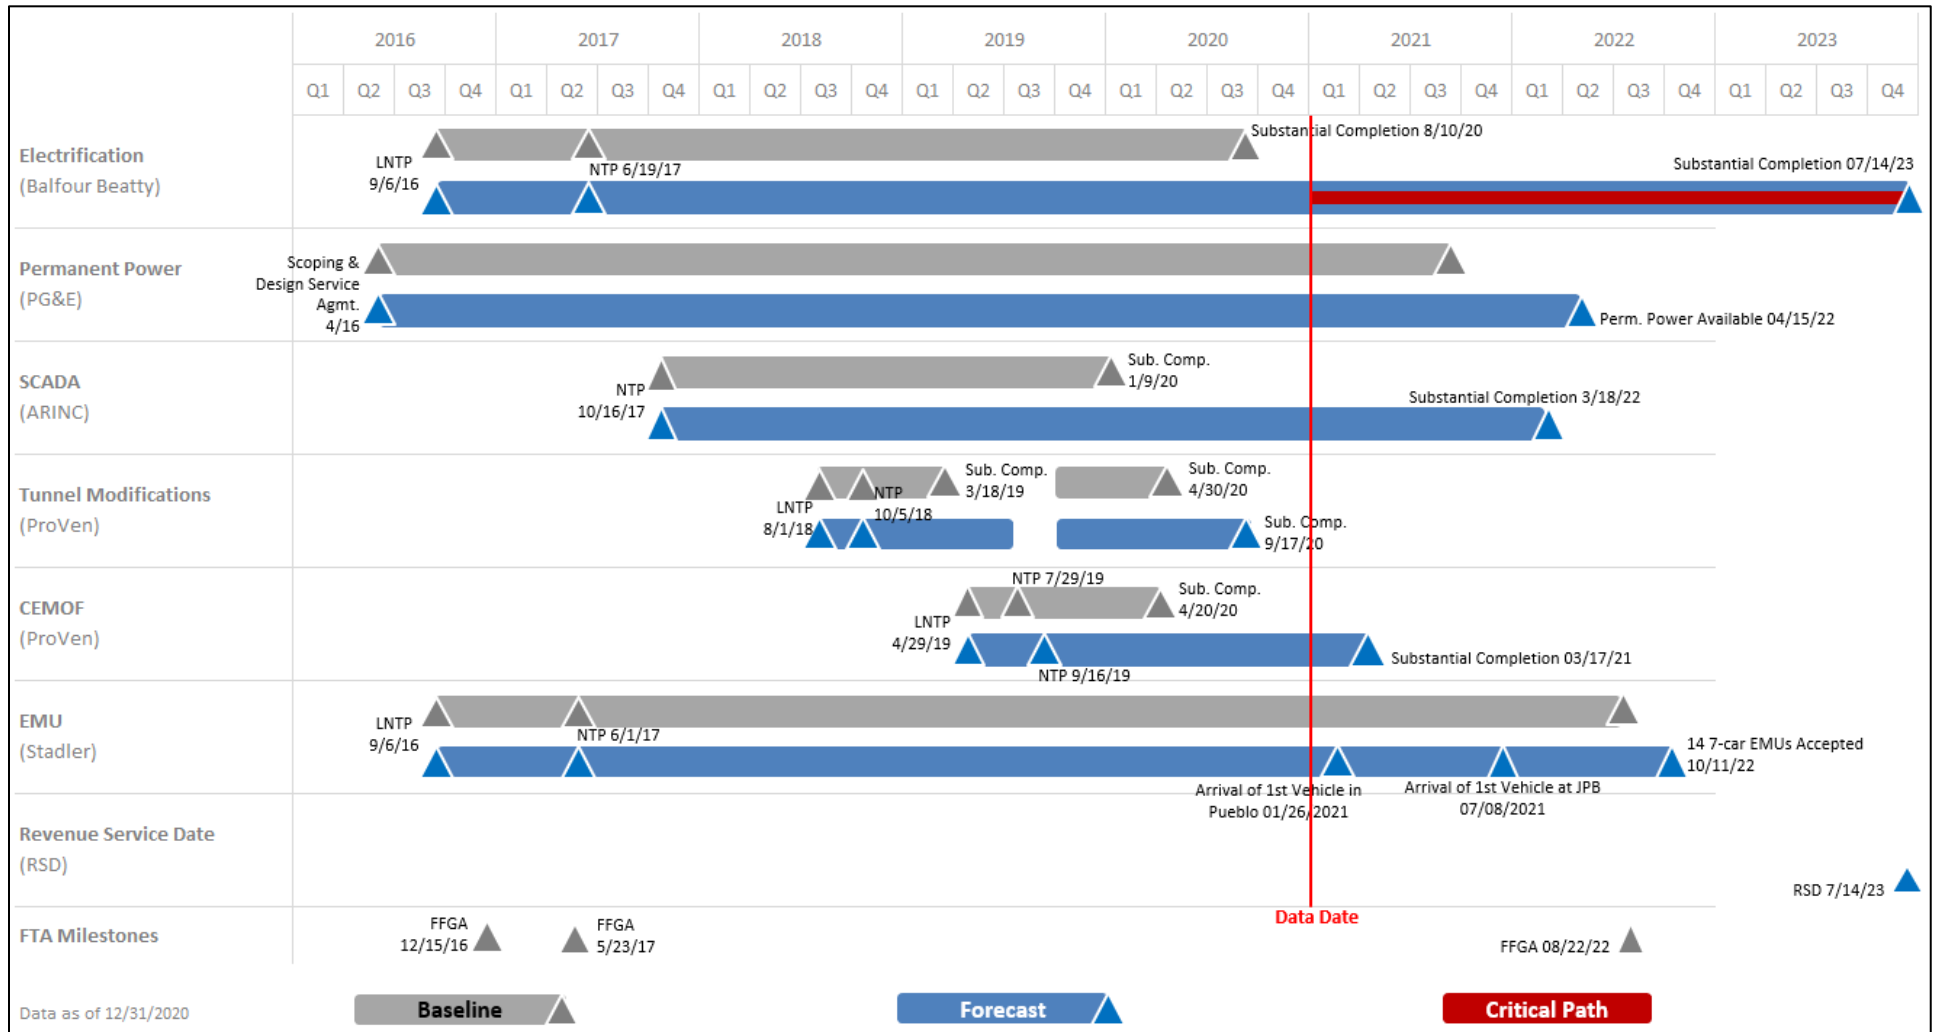 2016 2017 2018 2019 2020 2021 2022 2023
Q1 Q2 Q3 Q4 Q1 Q2 Q3 Q4 Q1 Q2 Q3 Q4 Q1 Q2 Q3 Q4 Q1 Q2 Q3 Q4 Q1 Q2 Q3 Q4 Q1 Q2 Q3 Q4 Q1 Q2 Q3 Q4
Electrification
(Balfour Beatty)
LNTP
9/6/16
NTP 6/19/17
Substantial Completion 8/10/20
Substantial Completion 07/14/23
Permanent Power
(PG&E)
Scoping &
Design Service
Agmt.
4/16
Perm. Power Available 04/15/22
SCADA
(ARINC)
NTP
10/16/17
Sub. Comp.
1/9/20
Substantial Completion 3/18/22
Tunnel Modifications
(ProVen)
LNTP
8/1/18
NTP
10/5/18
Sub. Comp.
3/18/19
Sub. Comp.
4/30/20
Sub. Comp.
9/17/20
CEMOF
(ProVen)
LNTP
4/29/19
NTP 7/29/19
NTP 9/16/19
Sub. Comp.
4/20/20
Substantial Completion 03/17/21
EMU
(Stadler)
LNTP
9/6/16
NTP 6/1/17
Arrival of 1st Vehicle in
Pueblo 01/26/2021
Arrival of 1st Vehicle at JPB
07/08/2021
14 7-car EMUs Accepted
10/11/22
Revenue Service Date
(RSD)
RSD 7/14/23
Data Date
FTA Milestones
FFGA
12/15/16
FFGA
5/23/17
FFGA 08/22/22
Data as of 12/31/2020
Baseline
Forecast
Critical Path